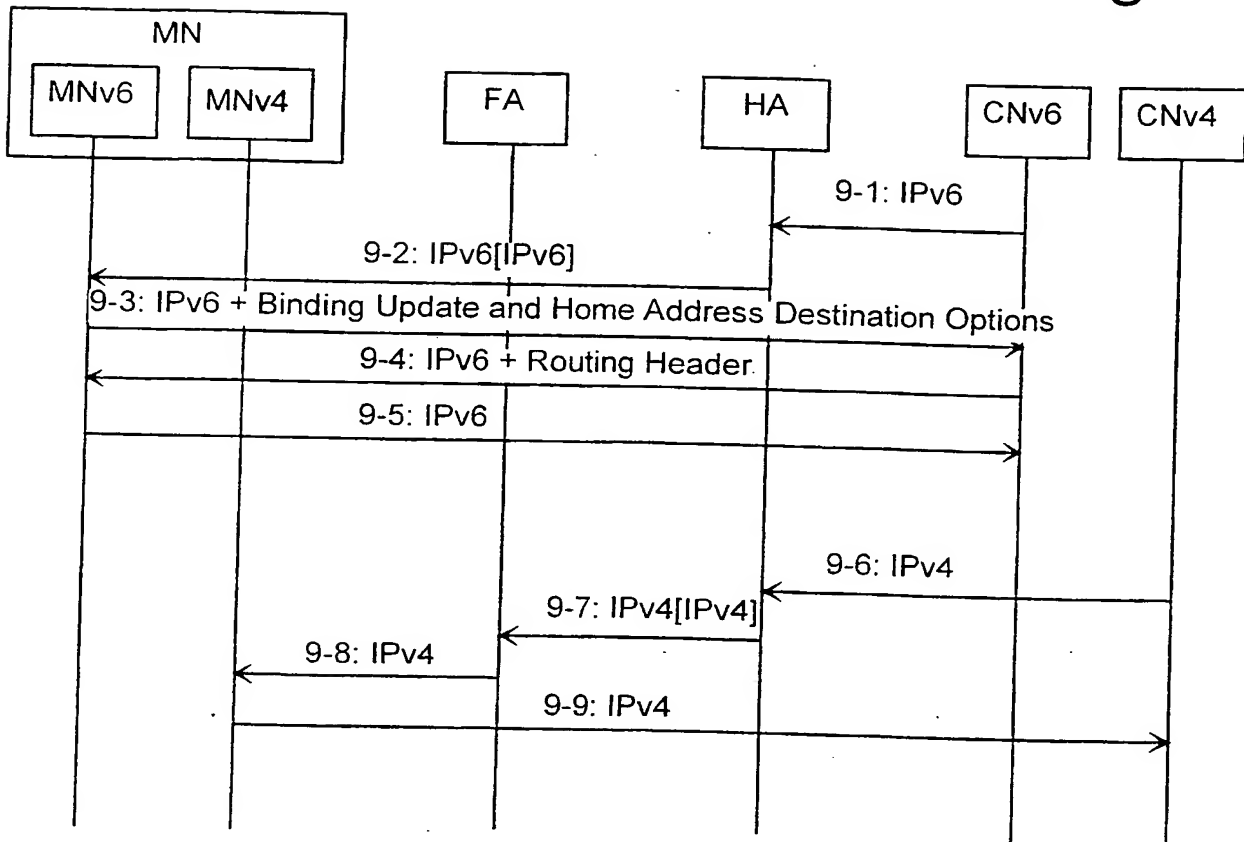 MN
MNv6
MNv4
FA
HA
CNv6
CNv4
9-1: IPv6
9-2: IPv6[IPv6]
9-3: IPv6 + Binding Update and Home Address Destination Options
9-4: IPv6 + Routing Header
9-5: IPv6
9-6: IPv4
9-7: IPv4[IPv4]
9-8: IPv4
9-9: IPv4